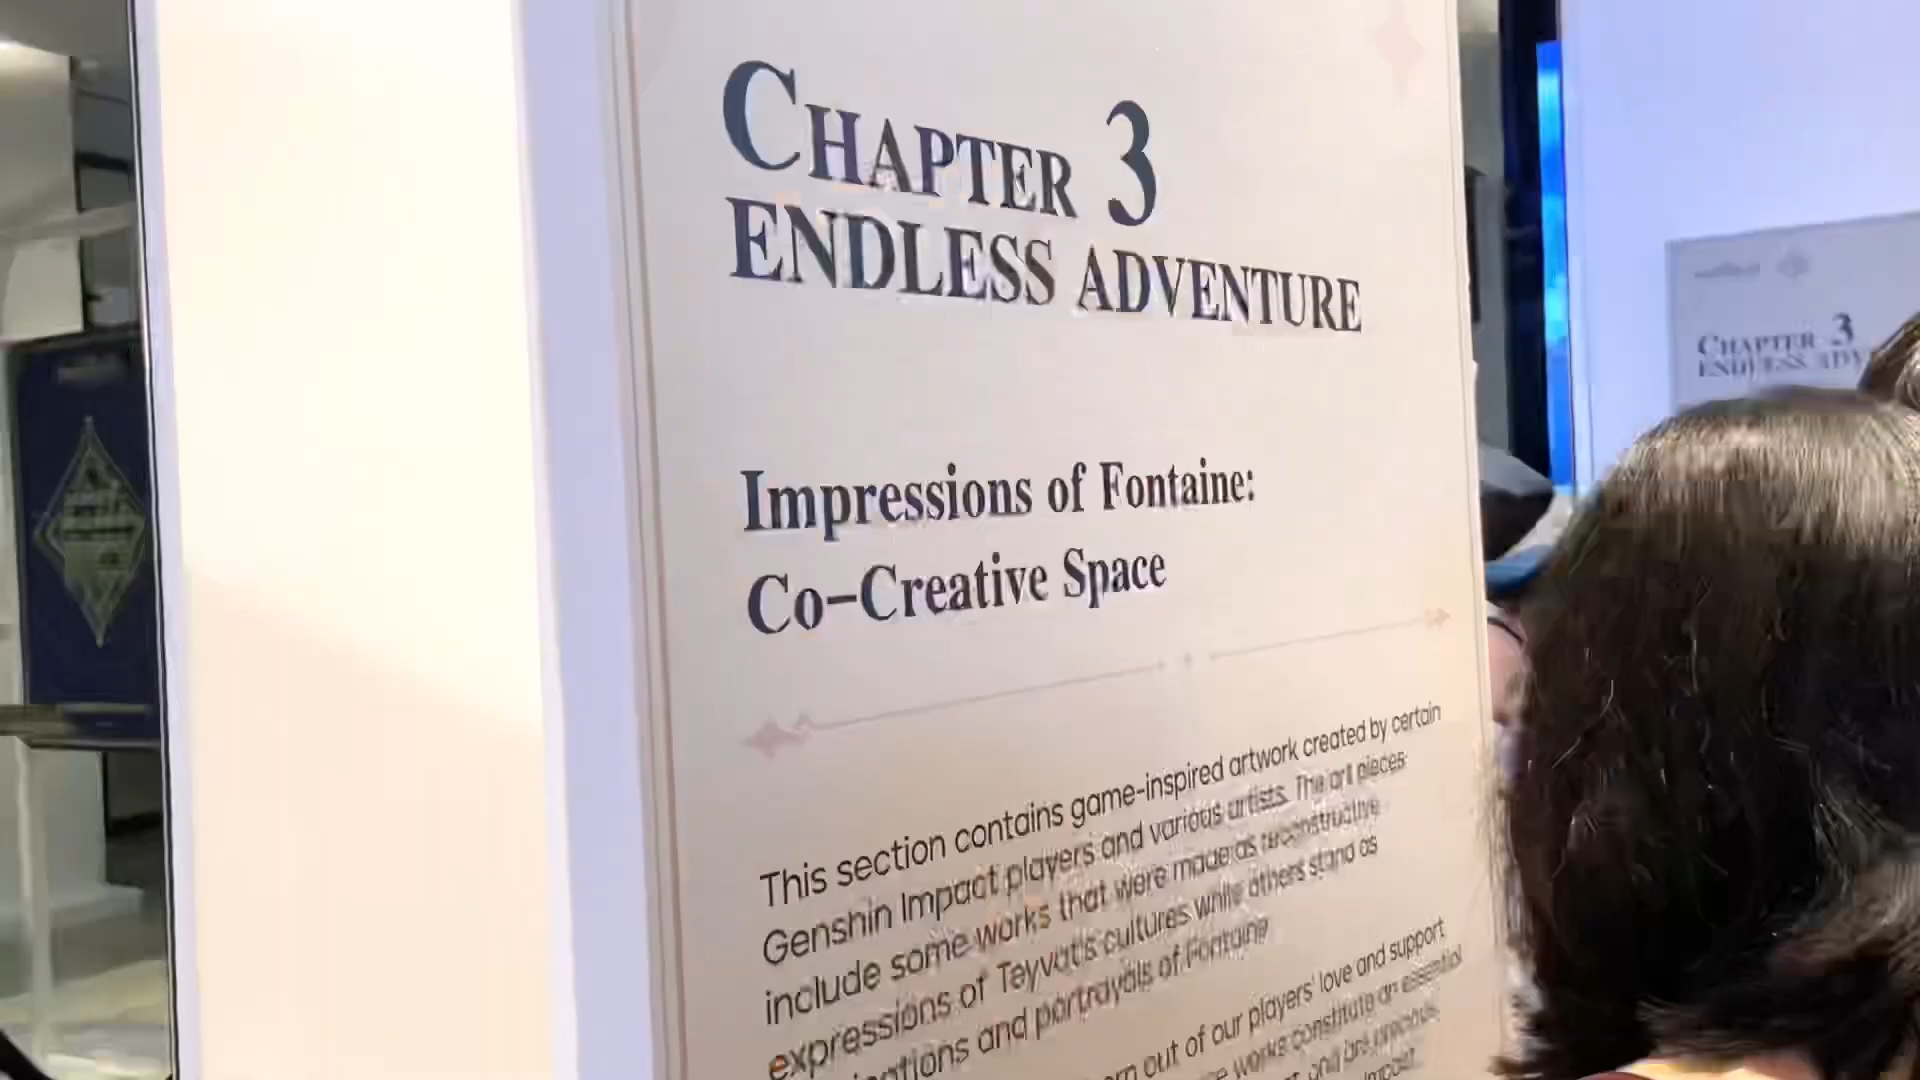 CHAPTER 3
ENDLESS ADVENTURE
Impressions of Fontaine:
Co-Creative Space
This section contains game-inspired artwork created by certain
Genshin Impact players and various artists. The art pieces
include some works that were made as reconstructive
expressions of Teyvat's cultures while others stand as
and portrayals of Fontaine
out of our players' love and support
works constitute an essential
CHAPTER 3
ENDLESS ADV